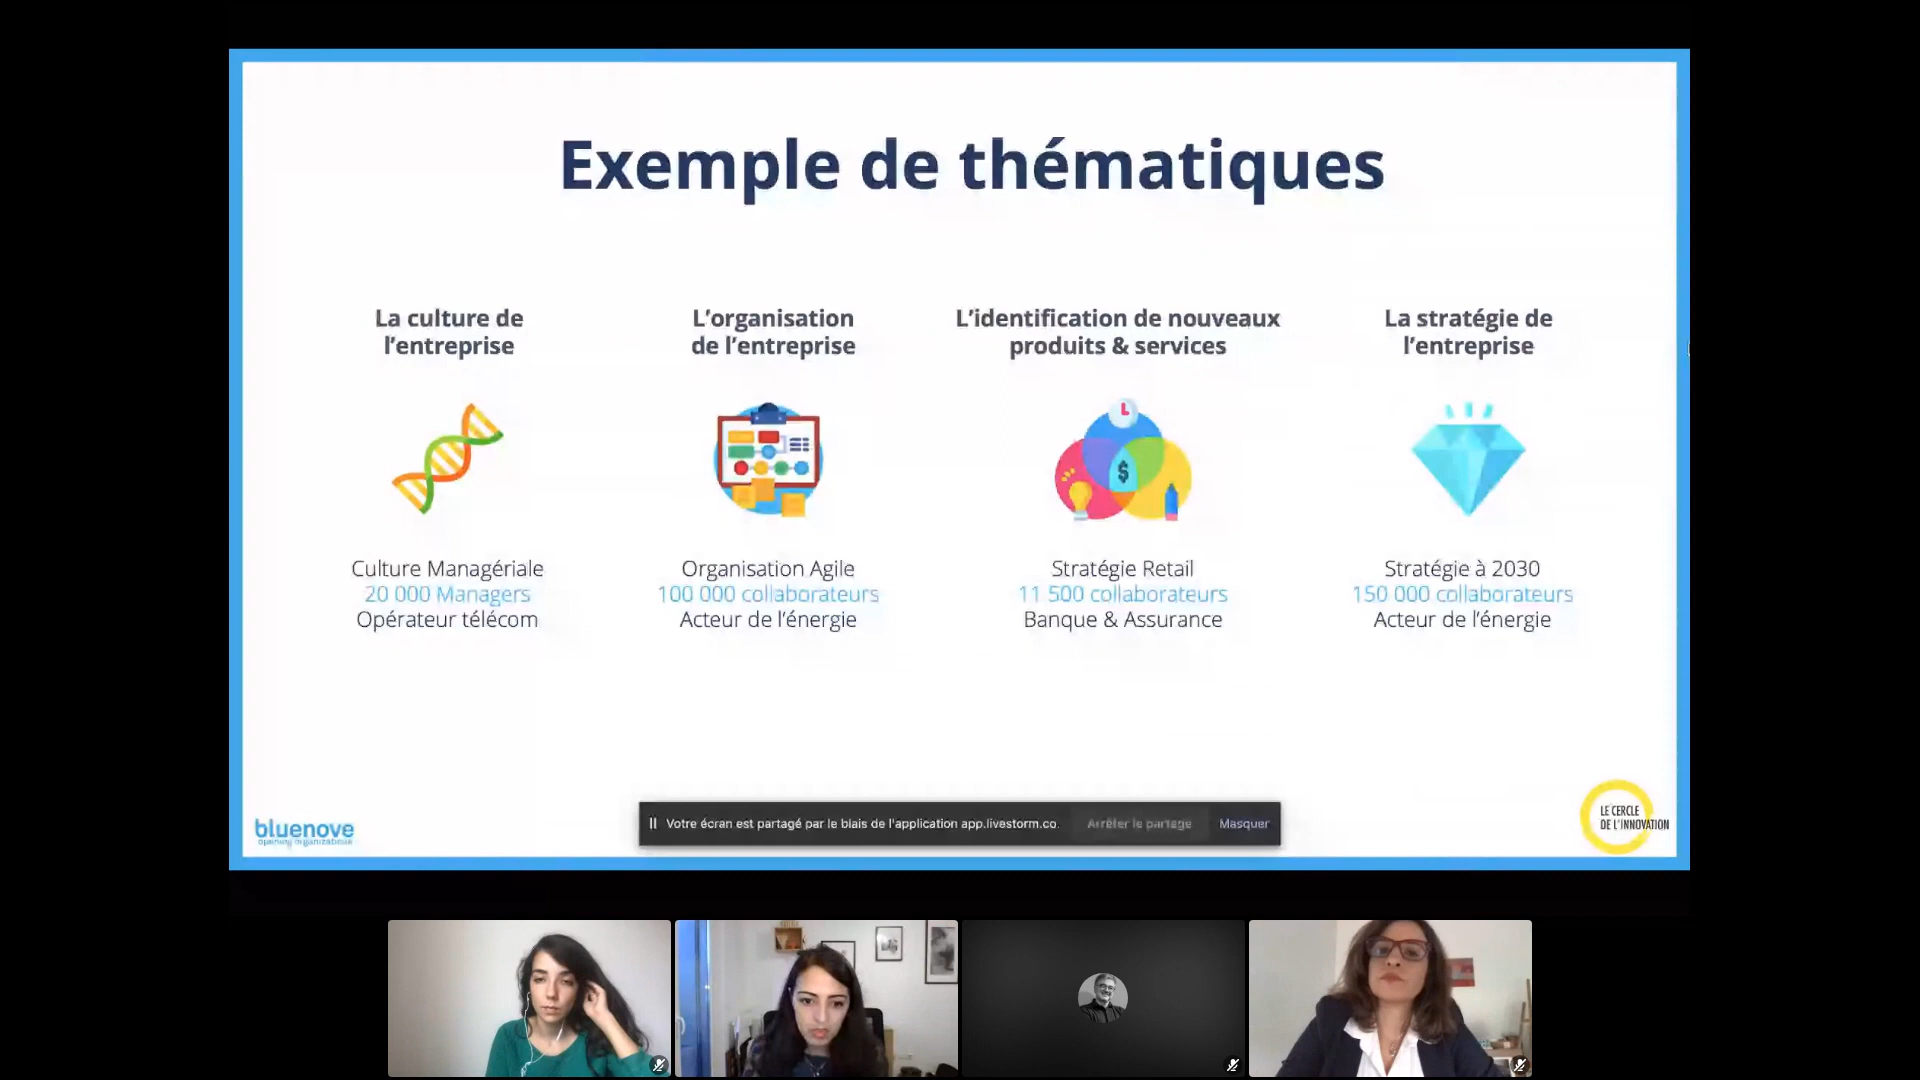 Exemple de thématiques
La culture de
l'entreprise
L'organisation
de l'entreprise
L'identification de nouveaux
produits & services
La stratégie de
l'entreprise
$
Culture Managériale
20 000 Managers
Opérateur télécom
Organisation Agile
100 000 collaborateurs
Acteur de l'énergie
Stratégie Retail
11 500 collaborateurs
Banque & Assurance
Stratégie à 2030
150 000 collaborateurs
Acteur de l'énergie
bluenove
opening organizations
Votre écran est partagé par le biais de l'application app.livestorm.co.
Arrêter le partage
Masquer
LE CERCLE
DE L'INNOVATION